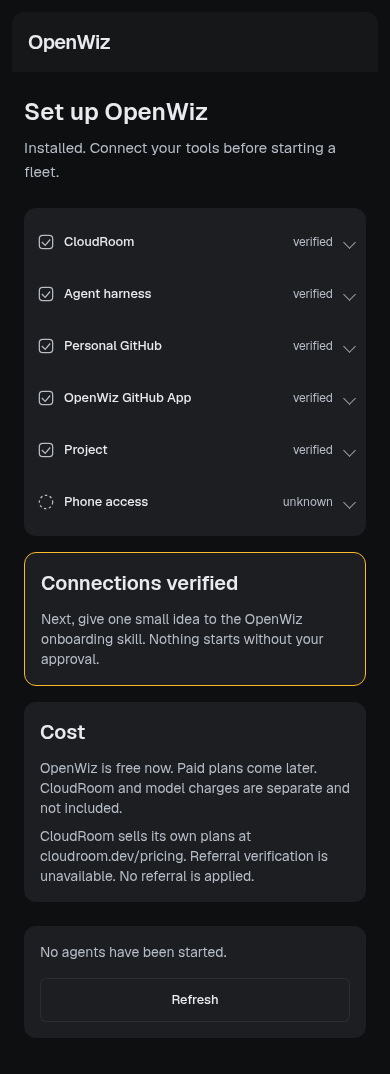 OpenWiz
Set up OpenWiz
Installed. Connect your tools before starting a
fleet.
CloudRoom verified
Agent harness verified
Personal GitHub verified
OpenWiz GitHub App verified
Project verified
Phone access unknown
Connections verified
Next, give one small idea to the OpenWiz
onboarding skill. Nothing starts without your
approval.
Cost
OpenWiz is free now. Paid plans come later.
CloudRoom and model charges are separate and
not included.
CloudRoom sells its own plans at
cloudroom.dev/pricing. Referral verification is
unavailable. No referral is applied.
No agents have been started.
Refresh